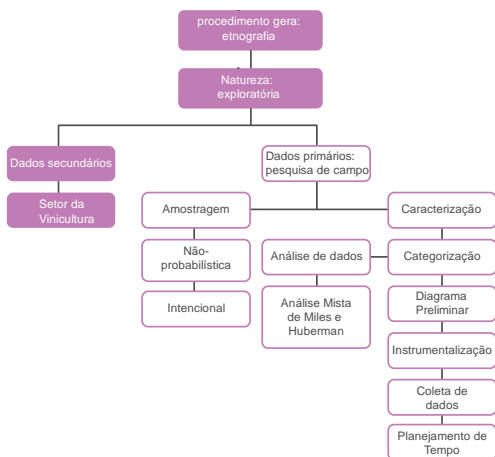 procedimento gera:
etnografia
Natureza:
exploratória
Dados secundários
Dados primários:
pesquisa de campo
Setor da
Vinicultura
Amostragem
Caracterização
Não-
probabilística
Análise de dados
Categorização
Intencional
Análise Mista
de Miles e
Huberman
Diagrama
Preliminar
Instrumentalização
Coleta de
dados
Planejamento de
Tempo